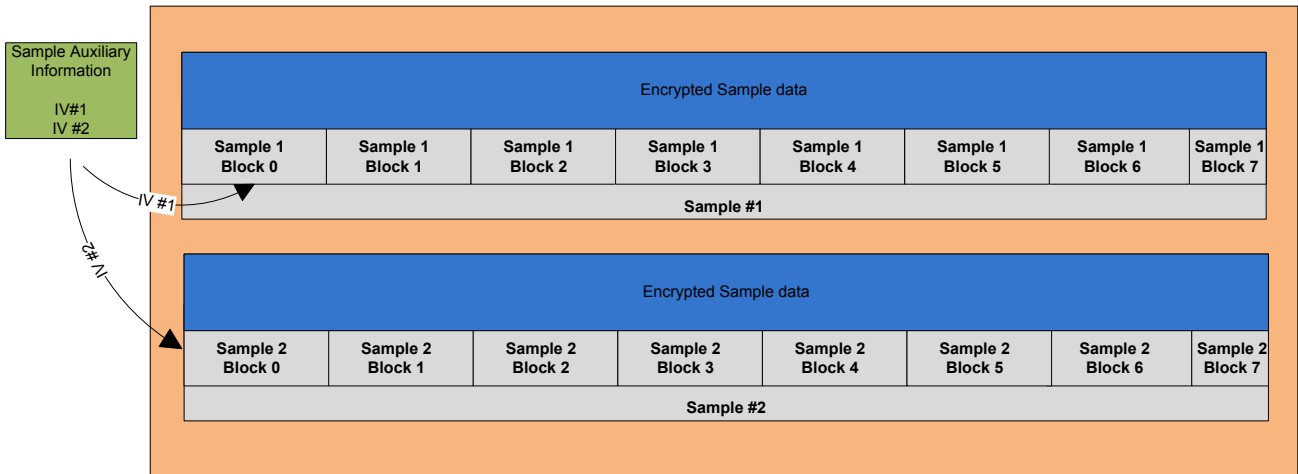 Sample Auxiliary
Information
IV#1
IV #2
Encrypted Sample data
Sample 1
Block 0
Sample 1
Block 1
Sample 1
Block 2
Sample 1
Block 3
Sample 1
Block 4
Sample 1
Block 5
Sample 1
Block 6
Sample 1
Block 7
Sample #1
IV #1
IV #2
Encrypted Sample data
Sample 2
Block 0
Sample 2
Block 1
Sample 2
Block 2
Sample 2
Block 3
Sample 2
Block 4
Sample 2
Block 5
Sample 2
Block 6
Sample 2
Block 7
Sample #2